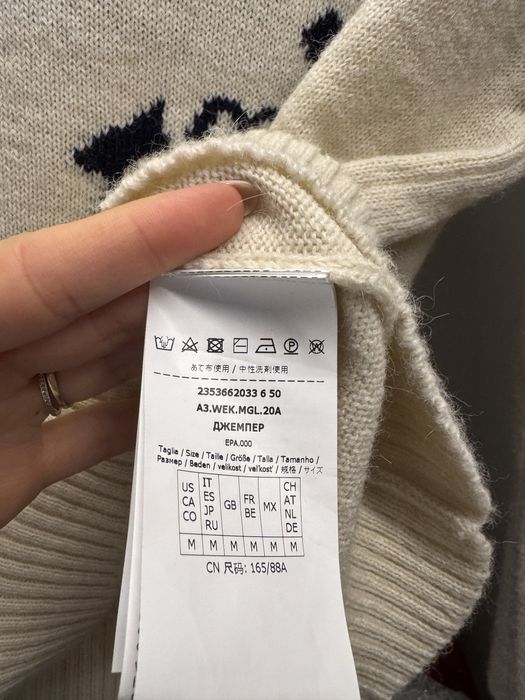 あて布使用 / 中性洗剤使用
2353662033 6 50
A3.WEK.MGL.20A
ДЖЕМПЕР
EPA.000
Taglia / Size / Taille / Größe / Talla / Tamanho /
Размер / Beden / velikost / veľkosť / 规格 / サイズ
US CA CO
IT ES JP RU
GB
FR BE
MX
CH AT NL DE
M M M M M M
CN 尺码: 165/88A